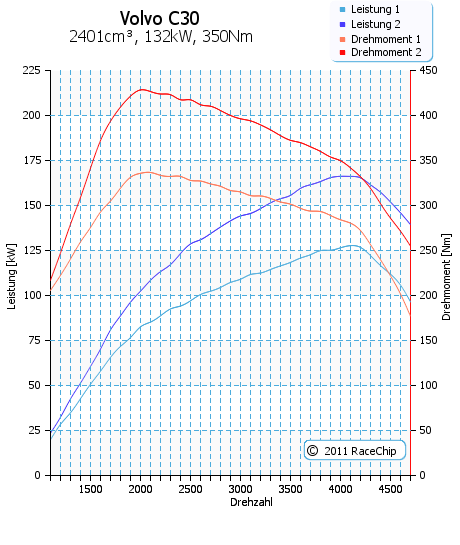 Volvo C30
2401cm³, 132kW, 350Nm
Leistung 1
Leistung 2
Drehmoment 1
Drehmoment 2
225
200
175
150
125
100
75
50
25
0
Leistung [kW]
450
400
350
300
250
200
150
100
50
0
Drehmoment [Nm]
© 2011 RaceChip
1500 2000 2500 3000 3500 4000 4500
Drehzahl